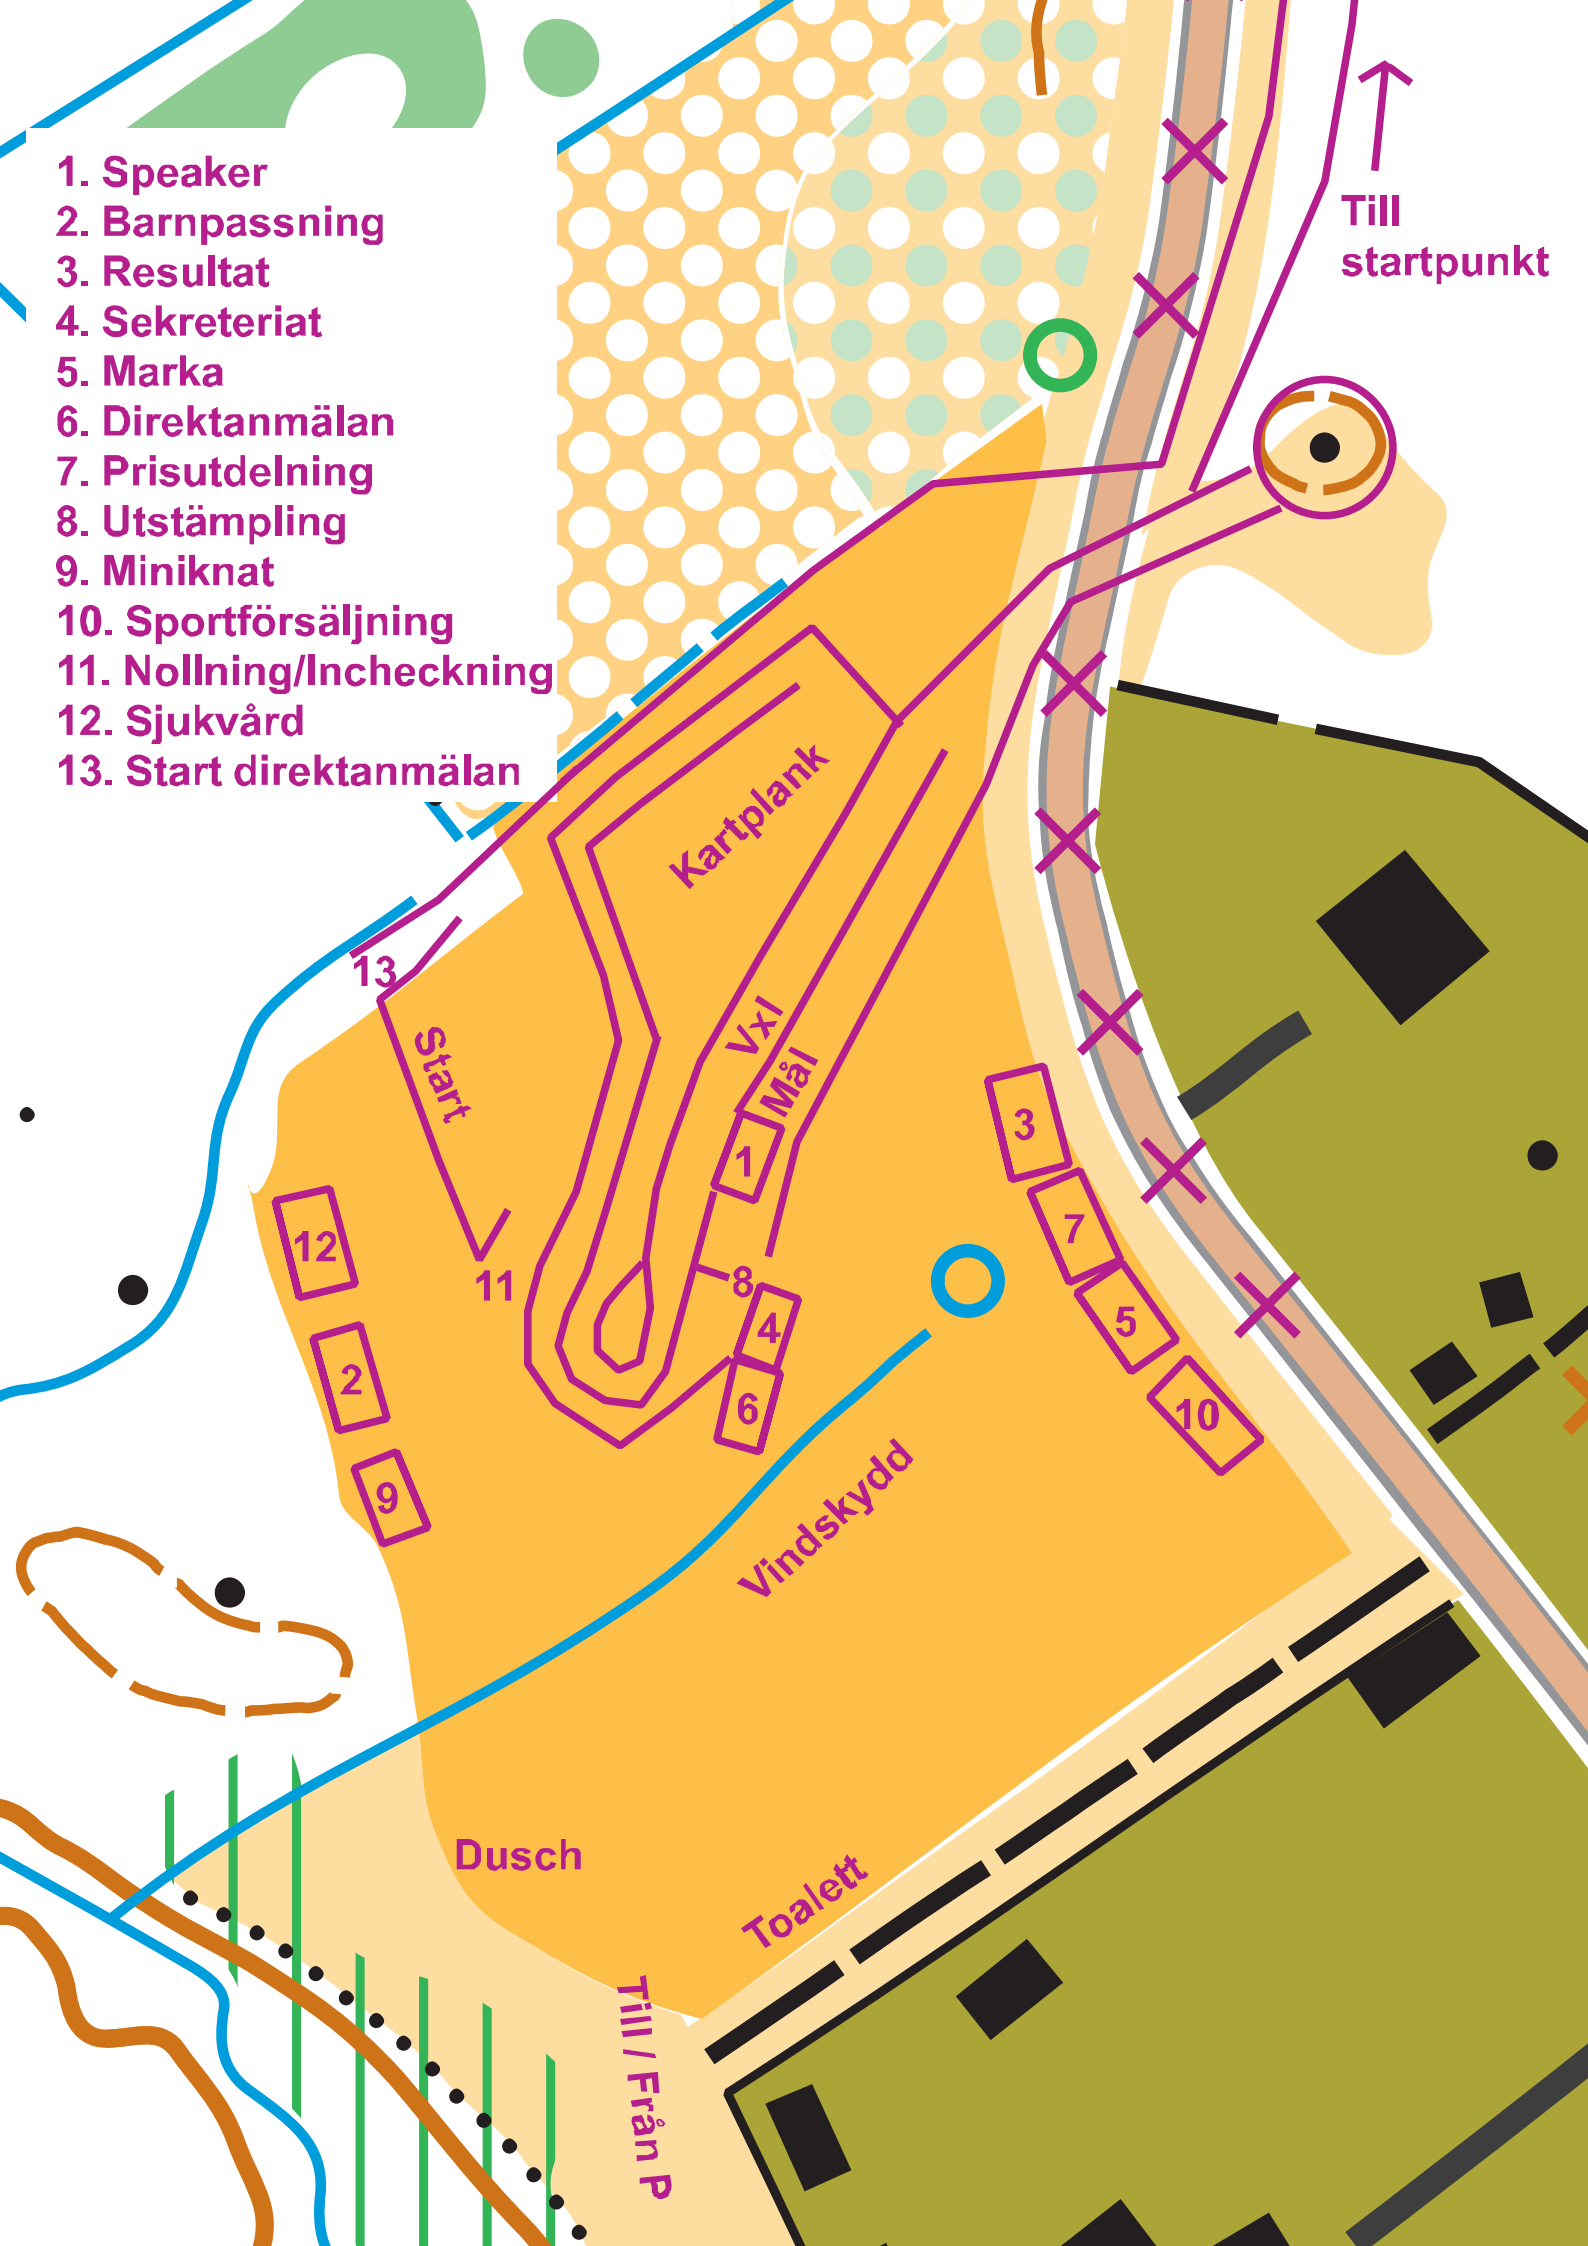 1. Speaker
2. Barnpassning
3. Resultat
4. Sekreteriat
5. Marka
6. Direktanmälan
7. Prisutdelning
8. Utstämpling
9. Miniknat
10. Sportförsäljning
11. Nollning/Incheckning
12. Sjukvård
13. Start direktanmälan
Till
startpunkt
Kartplank
13
Start
Vxl
Mål
3
1
7
12
11
8
4
5
2
6
10
9
Vindskydd
Dusch
Toalett
Till / Från P